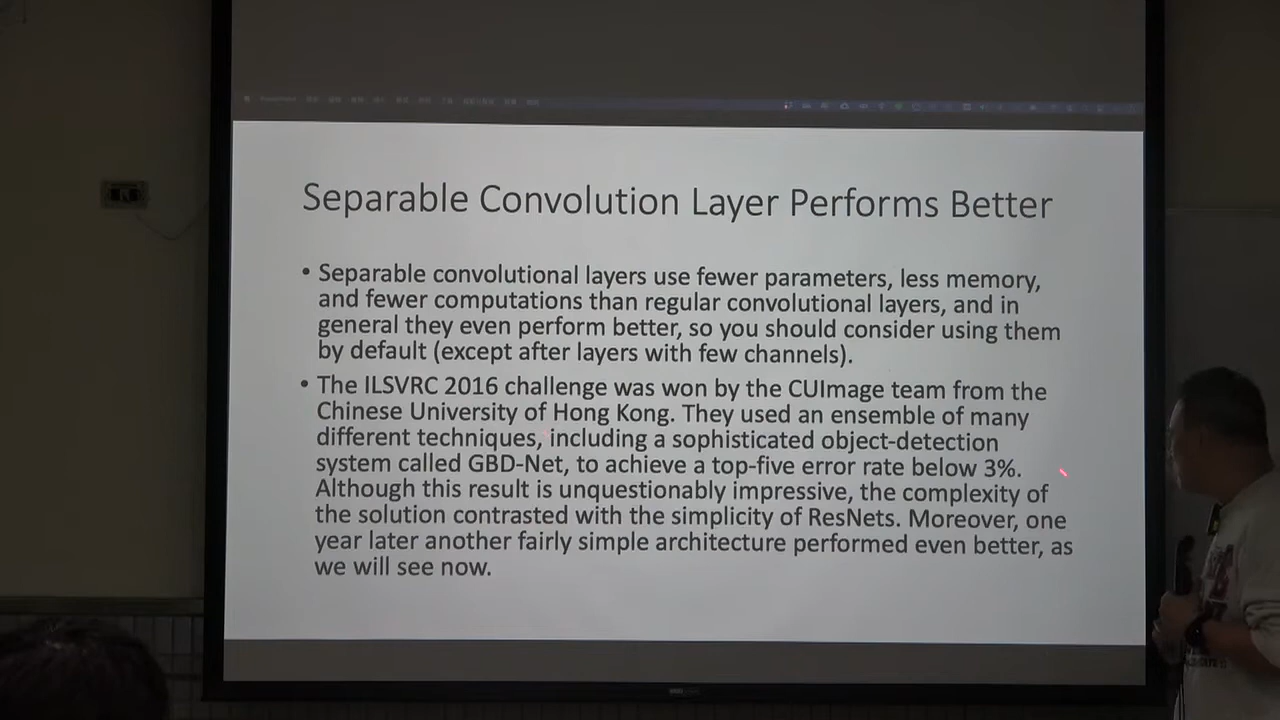 Separable Convolution Layer Performs Better
• Separable convolutional layers use fewer parameters, less memory,
and fewer computations than regular convolutional layers, and in
general they even perform better, so you should consider using them
by default (except after layers with few channels).
• The ILSVRC 2016 challenge was won by the CUImage team from the
Chinese University of Hong Kong. They used an ensemble of many
different techniques, including a sophisticated object-detection
system called GBD-Net, to achieve a top-five error rate below 3%.
Although this result is unquestionably impressive, the complexity of
the solution contrasted with the simplicity of ResNets. Moreover, one
year later another fairly simple architecture performed even better, as
we will see now.